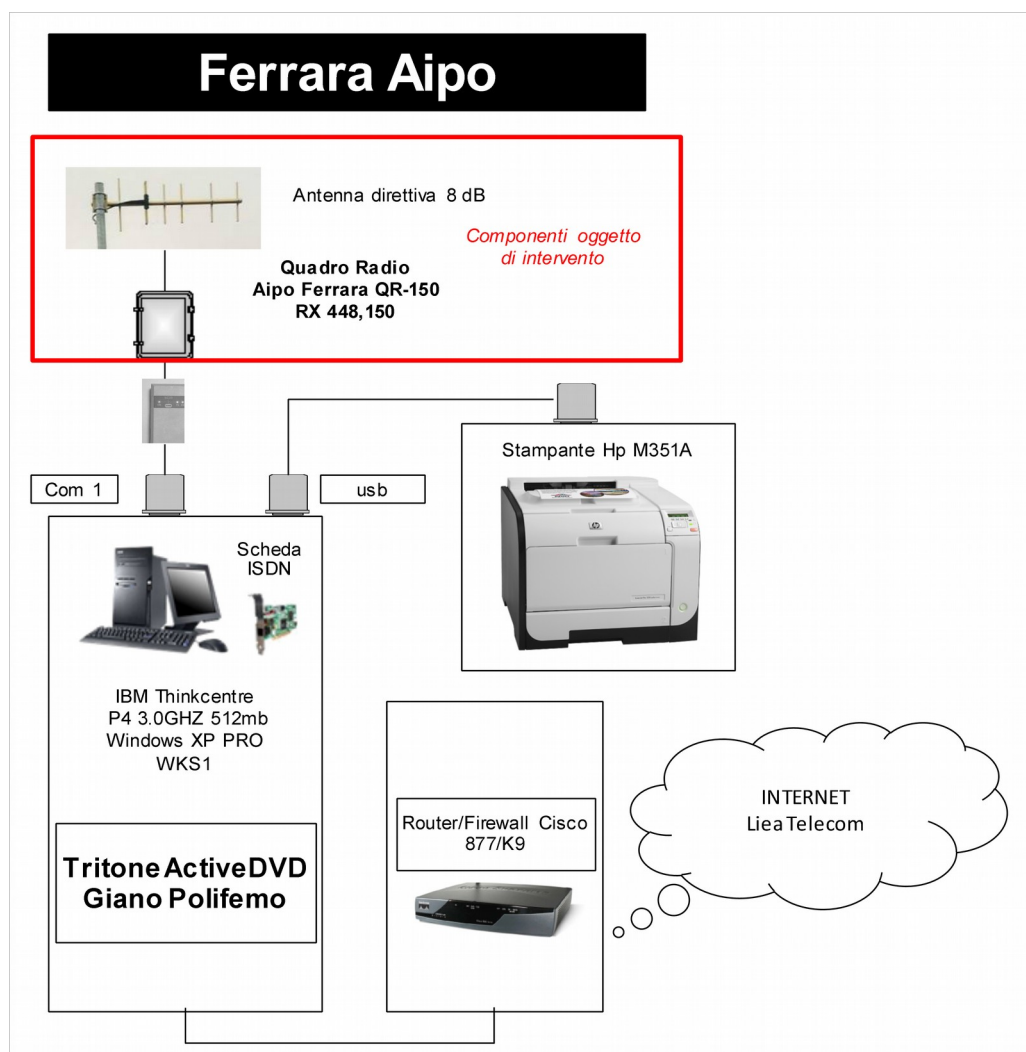 Ferrara Aipo
Antenna direttiva 8 dB
Componenti oggetto
di intervento
Quadro Radio
Aipo Ferrara QR-150
RX 448,150
Com 1
usb
Stampante Hp M351A
Scheda
ISDN
IBM Thinkcentre
P4 3.0GHZ 512mb
Windows XP PRO
WKS1
Tritone ActiveDVD
Giano Polifemo
Router/Firewall Cisco
877/K9
INTERNET
Liea Telecom